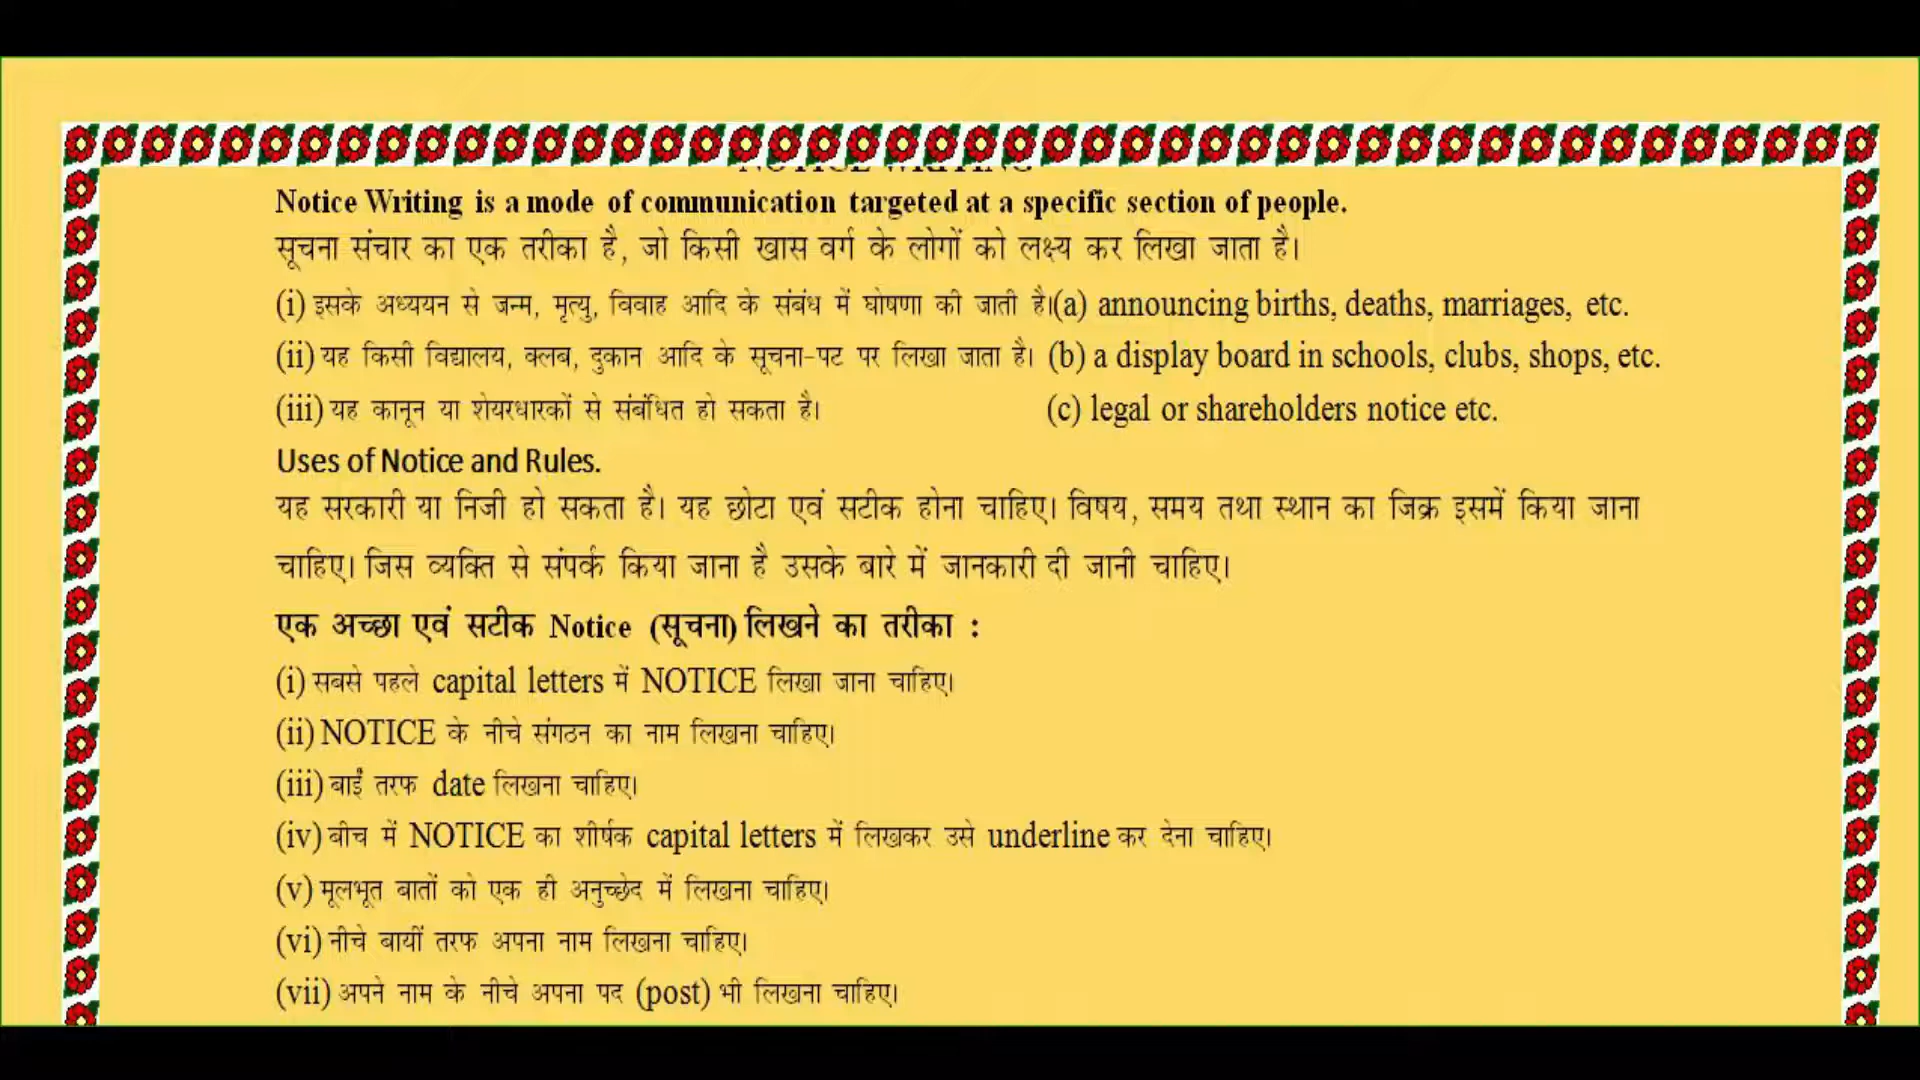 NOTICE WRITING
Notice Writing is a mode of communication targeted at a specific section of people.
सूचना संचार का एक तरीका है, जो किसी खास वर्ग के लोगों को लक्ष्य कर लिखा जाता है।
(i) इसके अध्ययन से जन्म, मृत्यु, विवाह आदि के संबंध में घोषणा की जाती है।(a) announcing births, deaths, marriages, etc.
(ii) यह किसी विद्यालय, क्लब, दुकान आदि के सूचना-पट पर लिखा जाता है। (b) a display board in schools, clubs, shops, etc.
(iii) यह कानून या शेयरधारकों से संबंधित हो सकता है। (c) legal or shareholders notice etc.
Uses of Notice and Rules.
यह सरकारी या निजी हो सकता है। यह छोटा एवं सटीक होना चाहिए। विषय, समय तथा स्थान का जिक्र इसमें किया जाना
चाहिए। जिस व्यक्ति से संपर्क किया जाना है उसके बारे में जानकारी दी जानी चाहिए।
एक अच्छा एवं सटीक Notice (सूचना) लिखने का तरीका :
(i) सबसे पहले capital letters में NOTICE लिखा जाना चाहिए।
(ii) NOTICE के नीचे संगठन का नाम लिखना चाहिए।
(iii) बाईं तरफ date लिखना चाहिए।
(iv) बीच में NOTICE का शीर्षक capital letters में लिखकर उसे underline कर देना चाहिए।
(v) मूलभूत बातों को एक ही अनुच्छेद में लिखना चाहिए।
(vi) नीचे बायीं तरफ अपना नाम लिखना चाहिए।
(vii) अपने नाम के नीचे अपना पद (post) भी लिखना चाहिए।